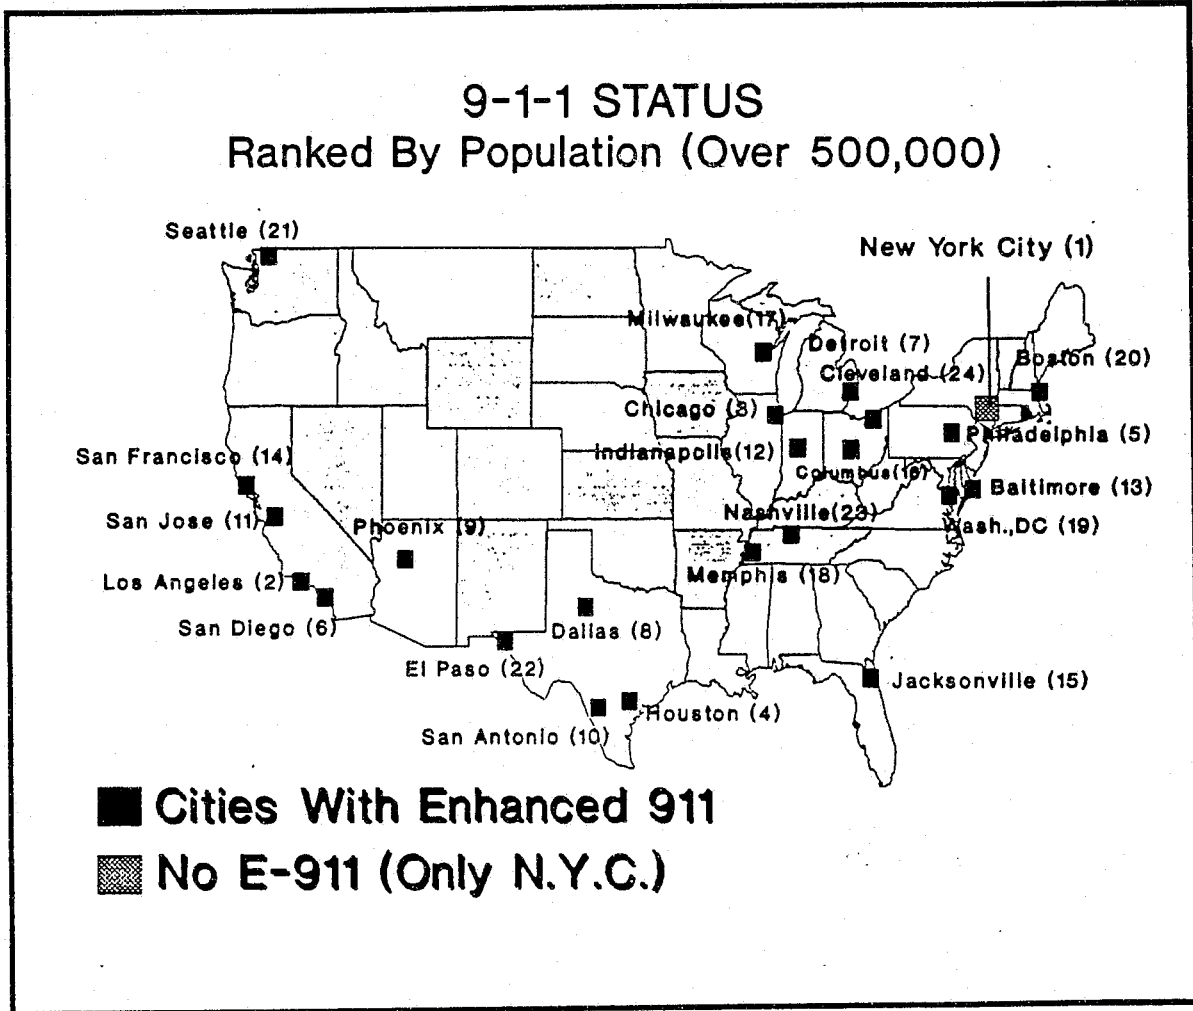 9-1-1 STATUS
Ranked By Population (Over 500,000)
Seattle (21)
New York City (1)
Milwaukee(17)
Detroit (7)
Boston (20)
Cleveland (24)
Chicago (3)
Philadelphia (5)
San Francisco (14)
Indianapolis(12)
Columbus(16)
Baltimore (13)
San Jose (11)
Phoenix (9)
Nashville(23)
Wash.,DC (19)
Los Angeles (2)
Memphis (18)
San Diego (6)
Dallas (8)
El Paso (22)
Jacksonville (15)
Houston (4)
San Antonio (10)
Cities With Enhanced 911
No E-911 (Only N.Y.C.)